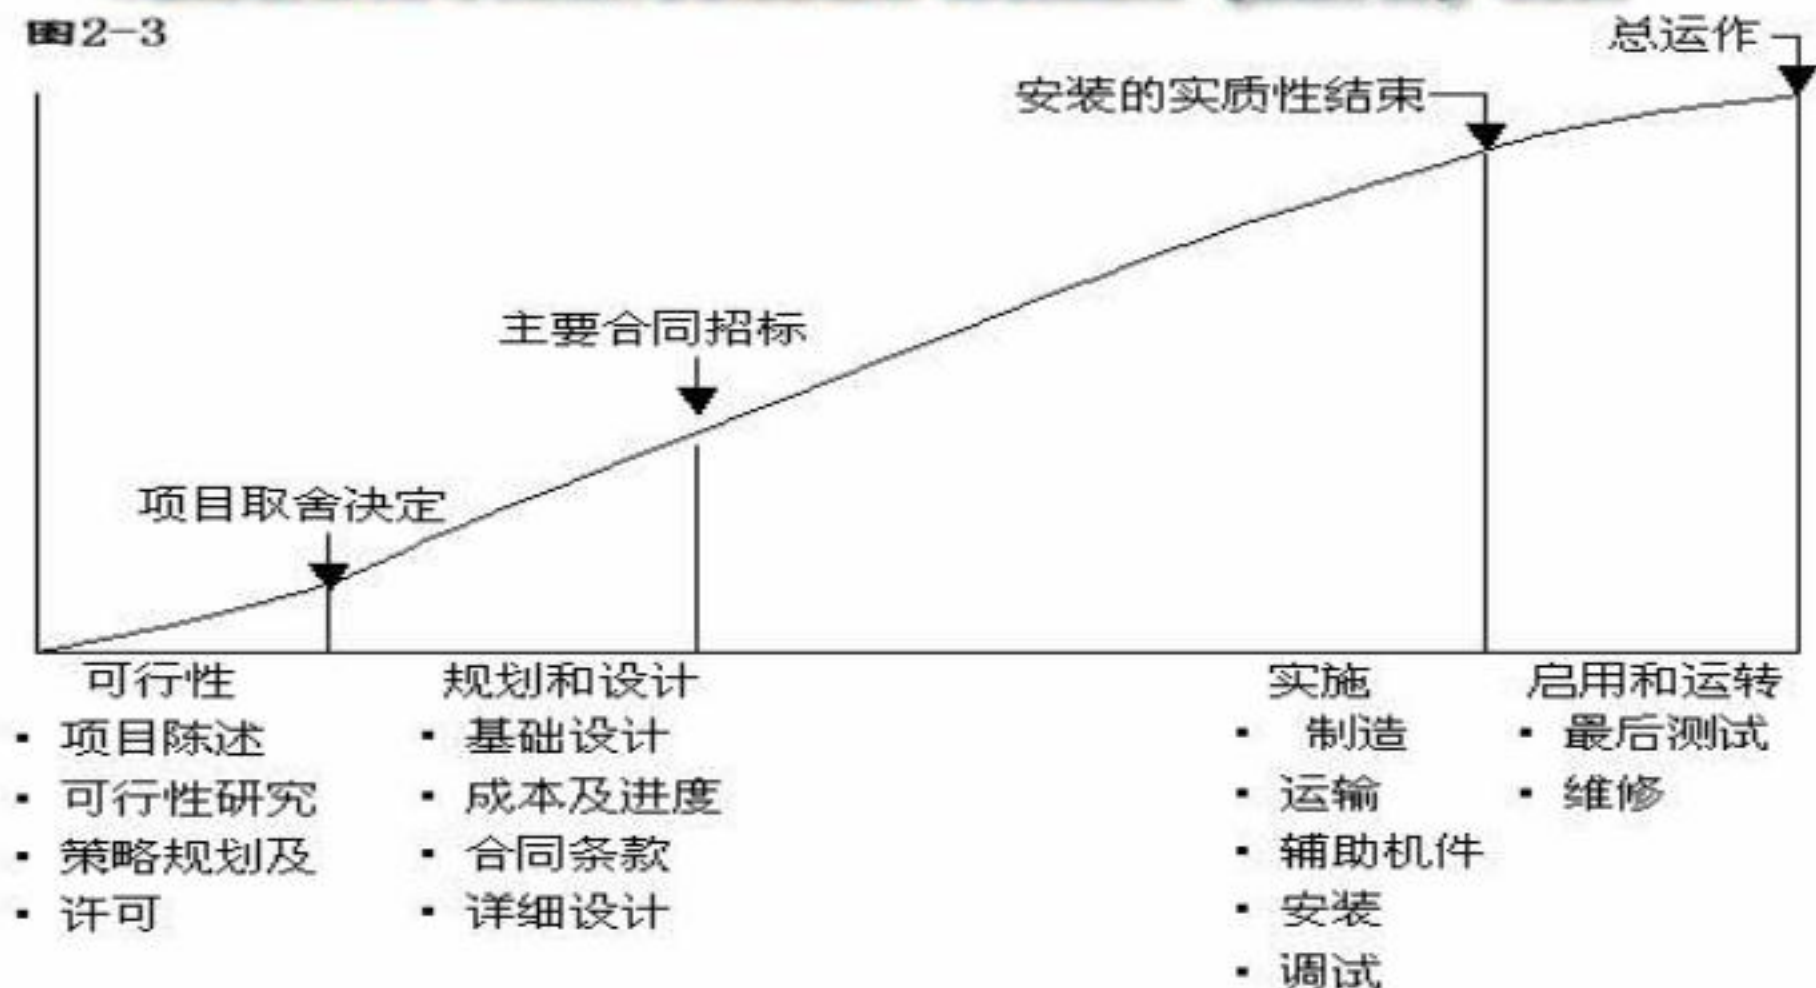 图2-3
总运作
安装的实质性结束
主要合同招标
项目取舍决定
可行性
▪ 项目陈述
▪ 可行性研究
▪ 策略规划及
▪ 许可
规划和设计
▪ 基础设计
▪ 成本及进度
▪ 合同条款
▪ 详细设计
实施
▪ 制造
▪ 运输
▪ 辅助机件
▪ 安装
▪ 调试
启用和运转
▪ 最后测试
▪ 维修